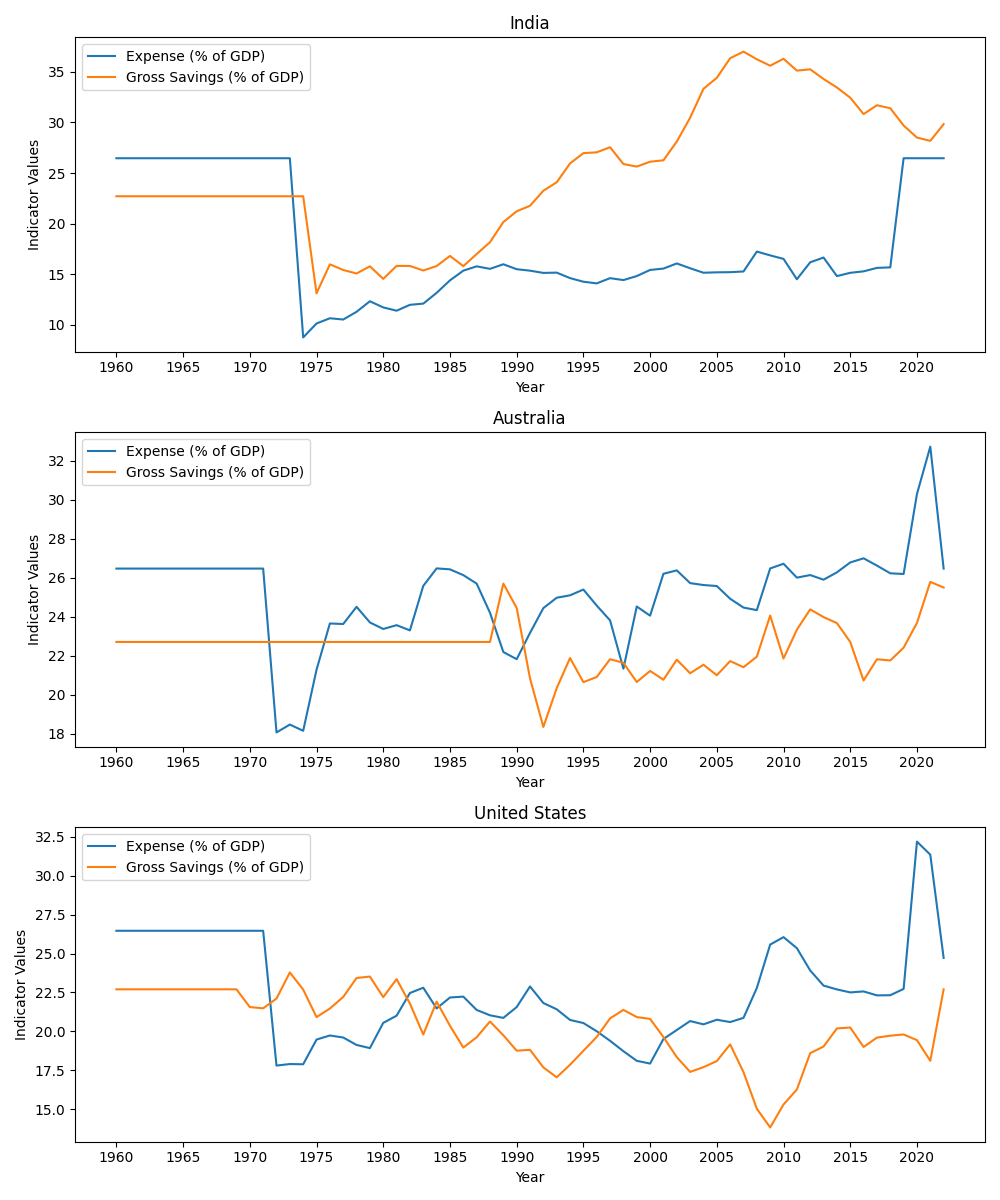 India
Expense (% of GDP)
Gross Savings (% of GDP)
Indicator Values
35
30
25
20
15
10
1960 1965 1970 1975 1980 1985 1990 1995 2000 2005 2010 2015 2020
Year
Australia
Expense (% of GDP)
Gross Savings (% of GDP)
Indicator Values
32
30
28
26
24
22
20
18
1960 1965 1970 1975 1980 1985 1990 1995 2000 2005 2010 2015 2020
Year
United States
Expense (% of GDP)
Gross Savings (% of GDP)
Indicator Values
32.5
30.0
27.5
25.0
22.5
20.0
17.5
15.0
1960 1965 1970 1975 1980 1985 1990 1995 2000 2005 2010 2015 2020
Year